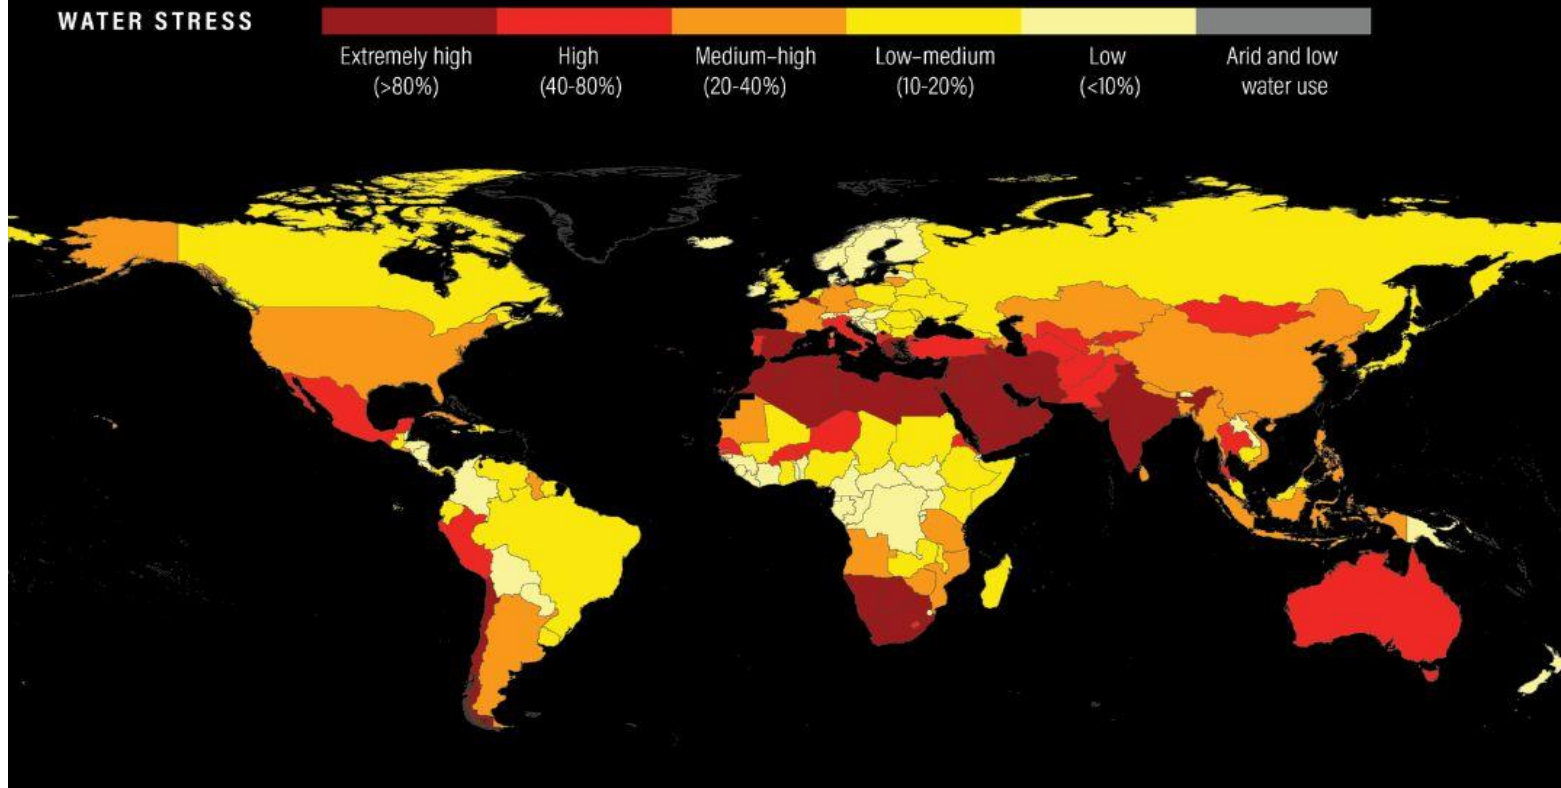 WATER STRESS
Extremely high
(>80%)
High
(40-80%)
Medium–high
(20-40%)
Low–medium
(10-20%)
Low
(<10%)
Arid and low
water use